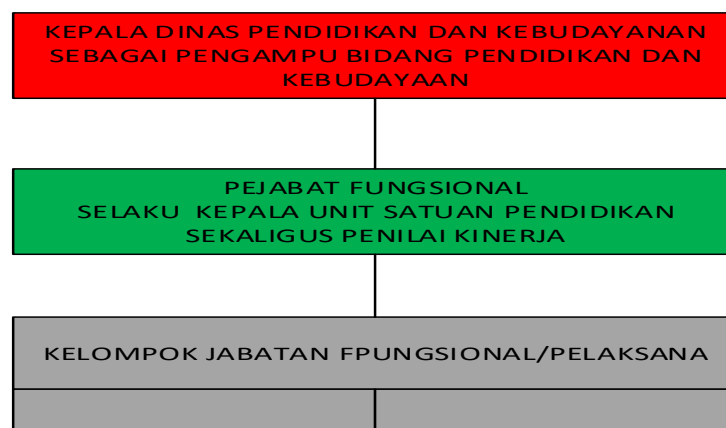 KEPALA DINAS PENDIDIKAN DAN KEBUDAYANAN
SEBAGAI PENGAMPU BIDANG PENDIDIKAN DAN
KEBUDAYAAN
PEJABAT FUNGSIONAL
SELAKU KEPALA UNIT SATUAN PENDIDIKAN
SEKALIGUS PENILAI KINERJA
KELOMPOK JABATAN FPUNGSIONAL/PELAKSANA